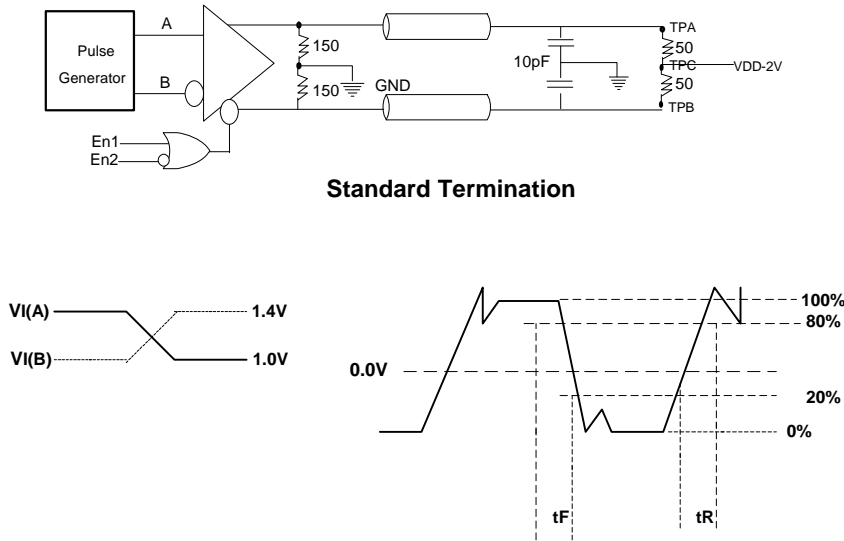 Pulse
Generator
A
B
En1
En2
150
150
GND
10pF
TPA
50
TPC
50
TPB
VDD-2V
Standard Termination
VI(A)
1.4V
VI(B)
1.0V
100%
80%
0.0V
20%
0%
tF
tR